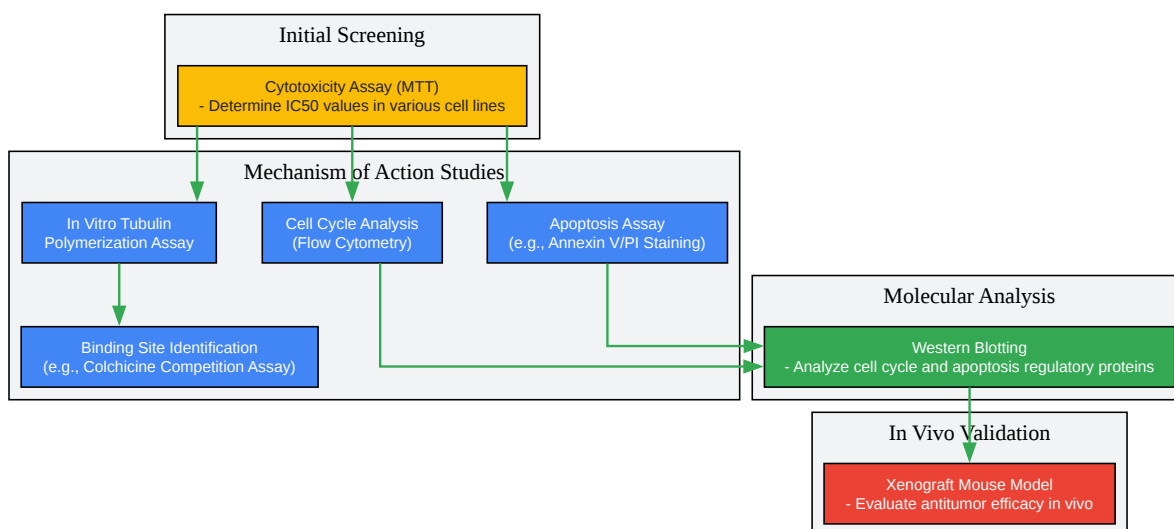 Initial Screening
Cytotoxicity Assay (MTT)
- Determine IC50 values in various cell lines
Mechanism of Action Studies
In Vitro Tubulin
Polymerization Assay
Cell Cycle Analysis
(Flow Cytometry)
Apoptosis Assay
(e.g., Annexin V/PI Staining)
Binding Site Identification
(e.g., Colchicine Competition Assay)
Molecular Analysis
Western Blotting
- Analyze cell cycle and apoptosis regulatory proteins
In Vivo Validation
Xenograft Mouse Model
- Evaluate antitumor efficacy in vivo